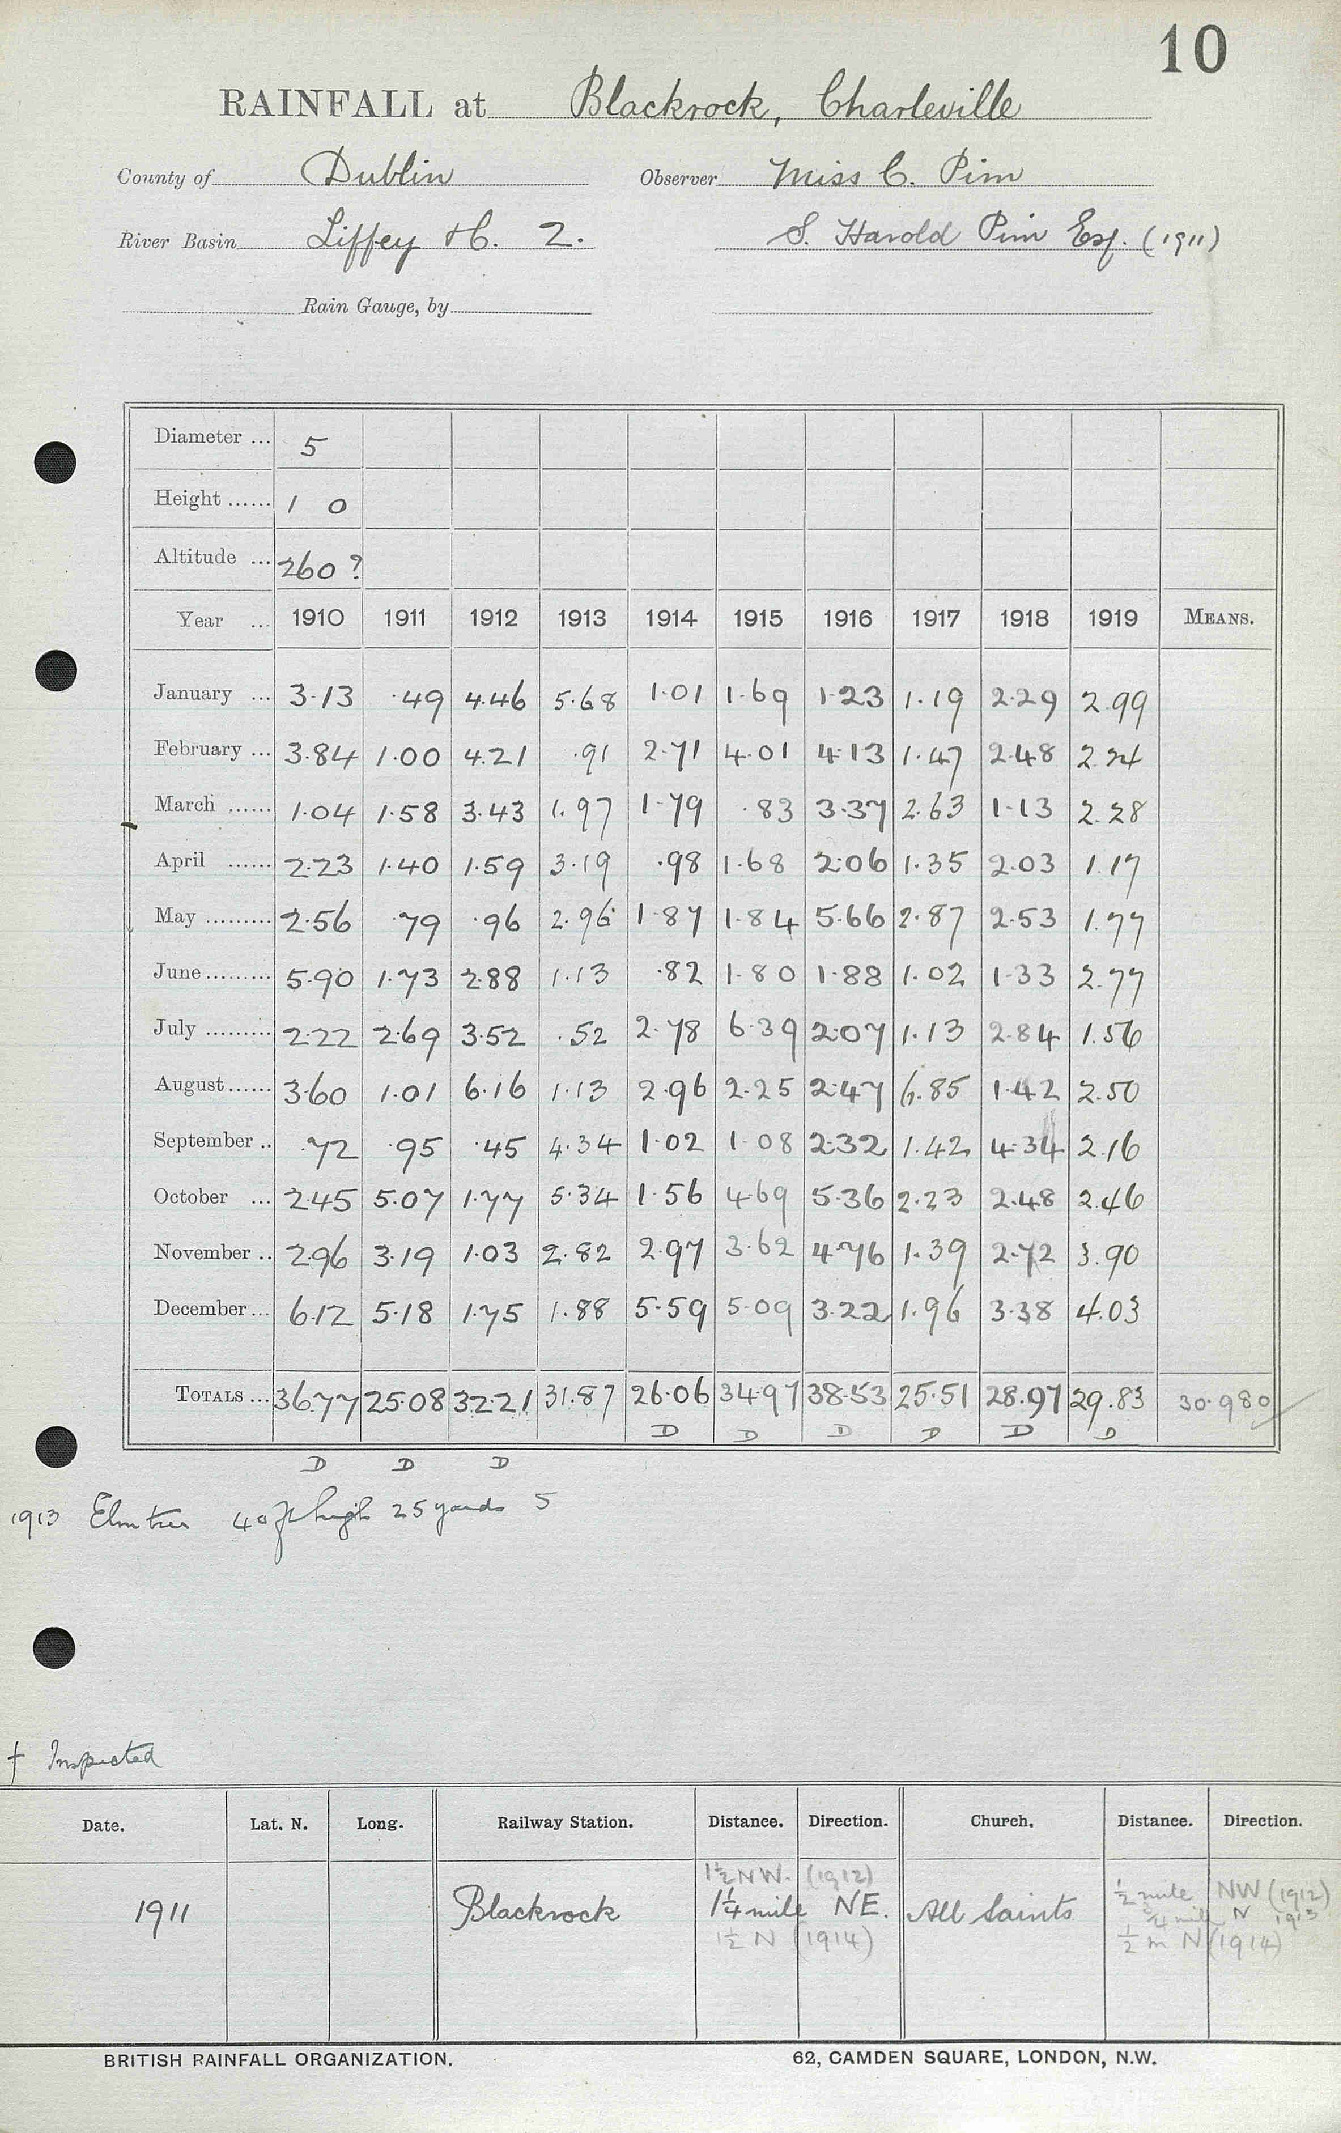 10
RAINFALL at Blackrock, Charleville
County of Dublin Observer Miss C. Pim
River Basin Liffey &c. 2. S. Harold Pim Esq. (1911)
Rain Gauge, by
Diameter ... 5
Height ...... 1 0
Altitude ... 260 ?
Year ... 1910 1911 1912 1913 1914 1915 1916 1917 1918 1919 MEANS.
January ... 3.13 .49 4.46 5.68 1.01 1.69 1.23 1.19 2.29 2.99
February ... 3.84 1.00 4.21 .91 2.71 4.01 4.13 1.47 2.48 2.24
March ...... 1.04 1.58 3.43 1.97 1.79 .83 3.37 2.63 1.13 2.28
April ...... 2.23 1.40 1.59 3.19 .98 1.68 2.06 1.35 2.03 1.17
May ......... 2.56 .79 .96 2.96 1.87 1.84 5.66 2.87 2.53 1.77
June ......... 5.90 1.73 2.88 1.13 .82 1.80 1.88 1.02 1.33 2.77
July ......... 2.22 2.69 3.52 .52 2.78 6.39 2.07 1.13 2.84 1.56
August ...... 3.60 1.01 6.16 1.13 2.96 2.25 2.47 6.85 1.42 2.50
September .. .72 .95 .45 4.34 1.02 1.08 2.32 1.42 4.34 2.16
October ... 2.45 5.07 1.77 5.34 1.56 4.69 5.36 2.23 2.48 2.46
November .. 2.96 3.19 1.03 2.82 2.97 3.62 4.76 1.39 2.72 3.90
December ... 6.12 5.18 1.75 1.88 5.59 5.09 3.22 1.96 3.38 4.03
TOTALS ... 36.77 25.08 32.21 31.87 26.06 34.97 38.53 25.51 28.97 29.83 30.980
D D D D D D
D D D
1913 Elm tree 40 ft high 25 yards S
† Inspected
Date. Lat. N. Long. Railway Station. Distance. Direction. Church. Distance. Direction.
1½ NW. (1912) ½ mile NW (1912)
1911 Blackrock 1¼ mile NE. All Saints ¾ mile N 1913
1½ N (1914) ½ m N (1914)
BRITISH RAINFALL ORGANIZATION. 62, CAMDEN SQUARE, LONDON, N.W.